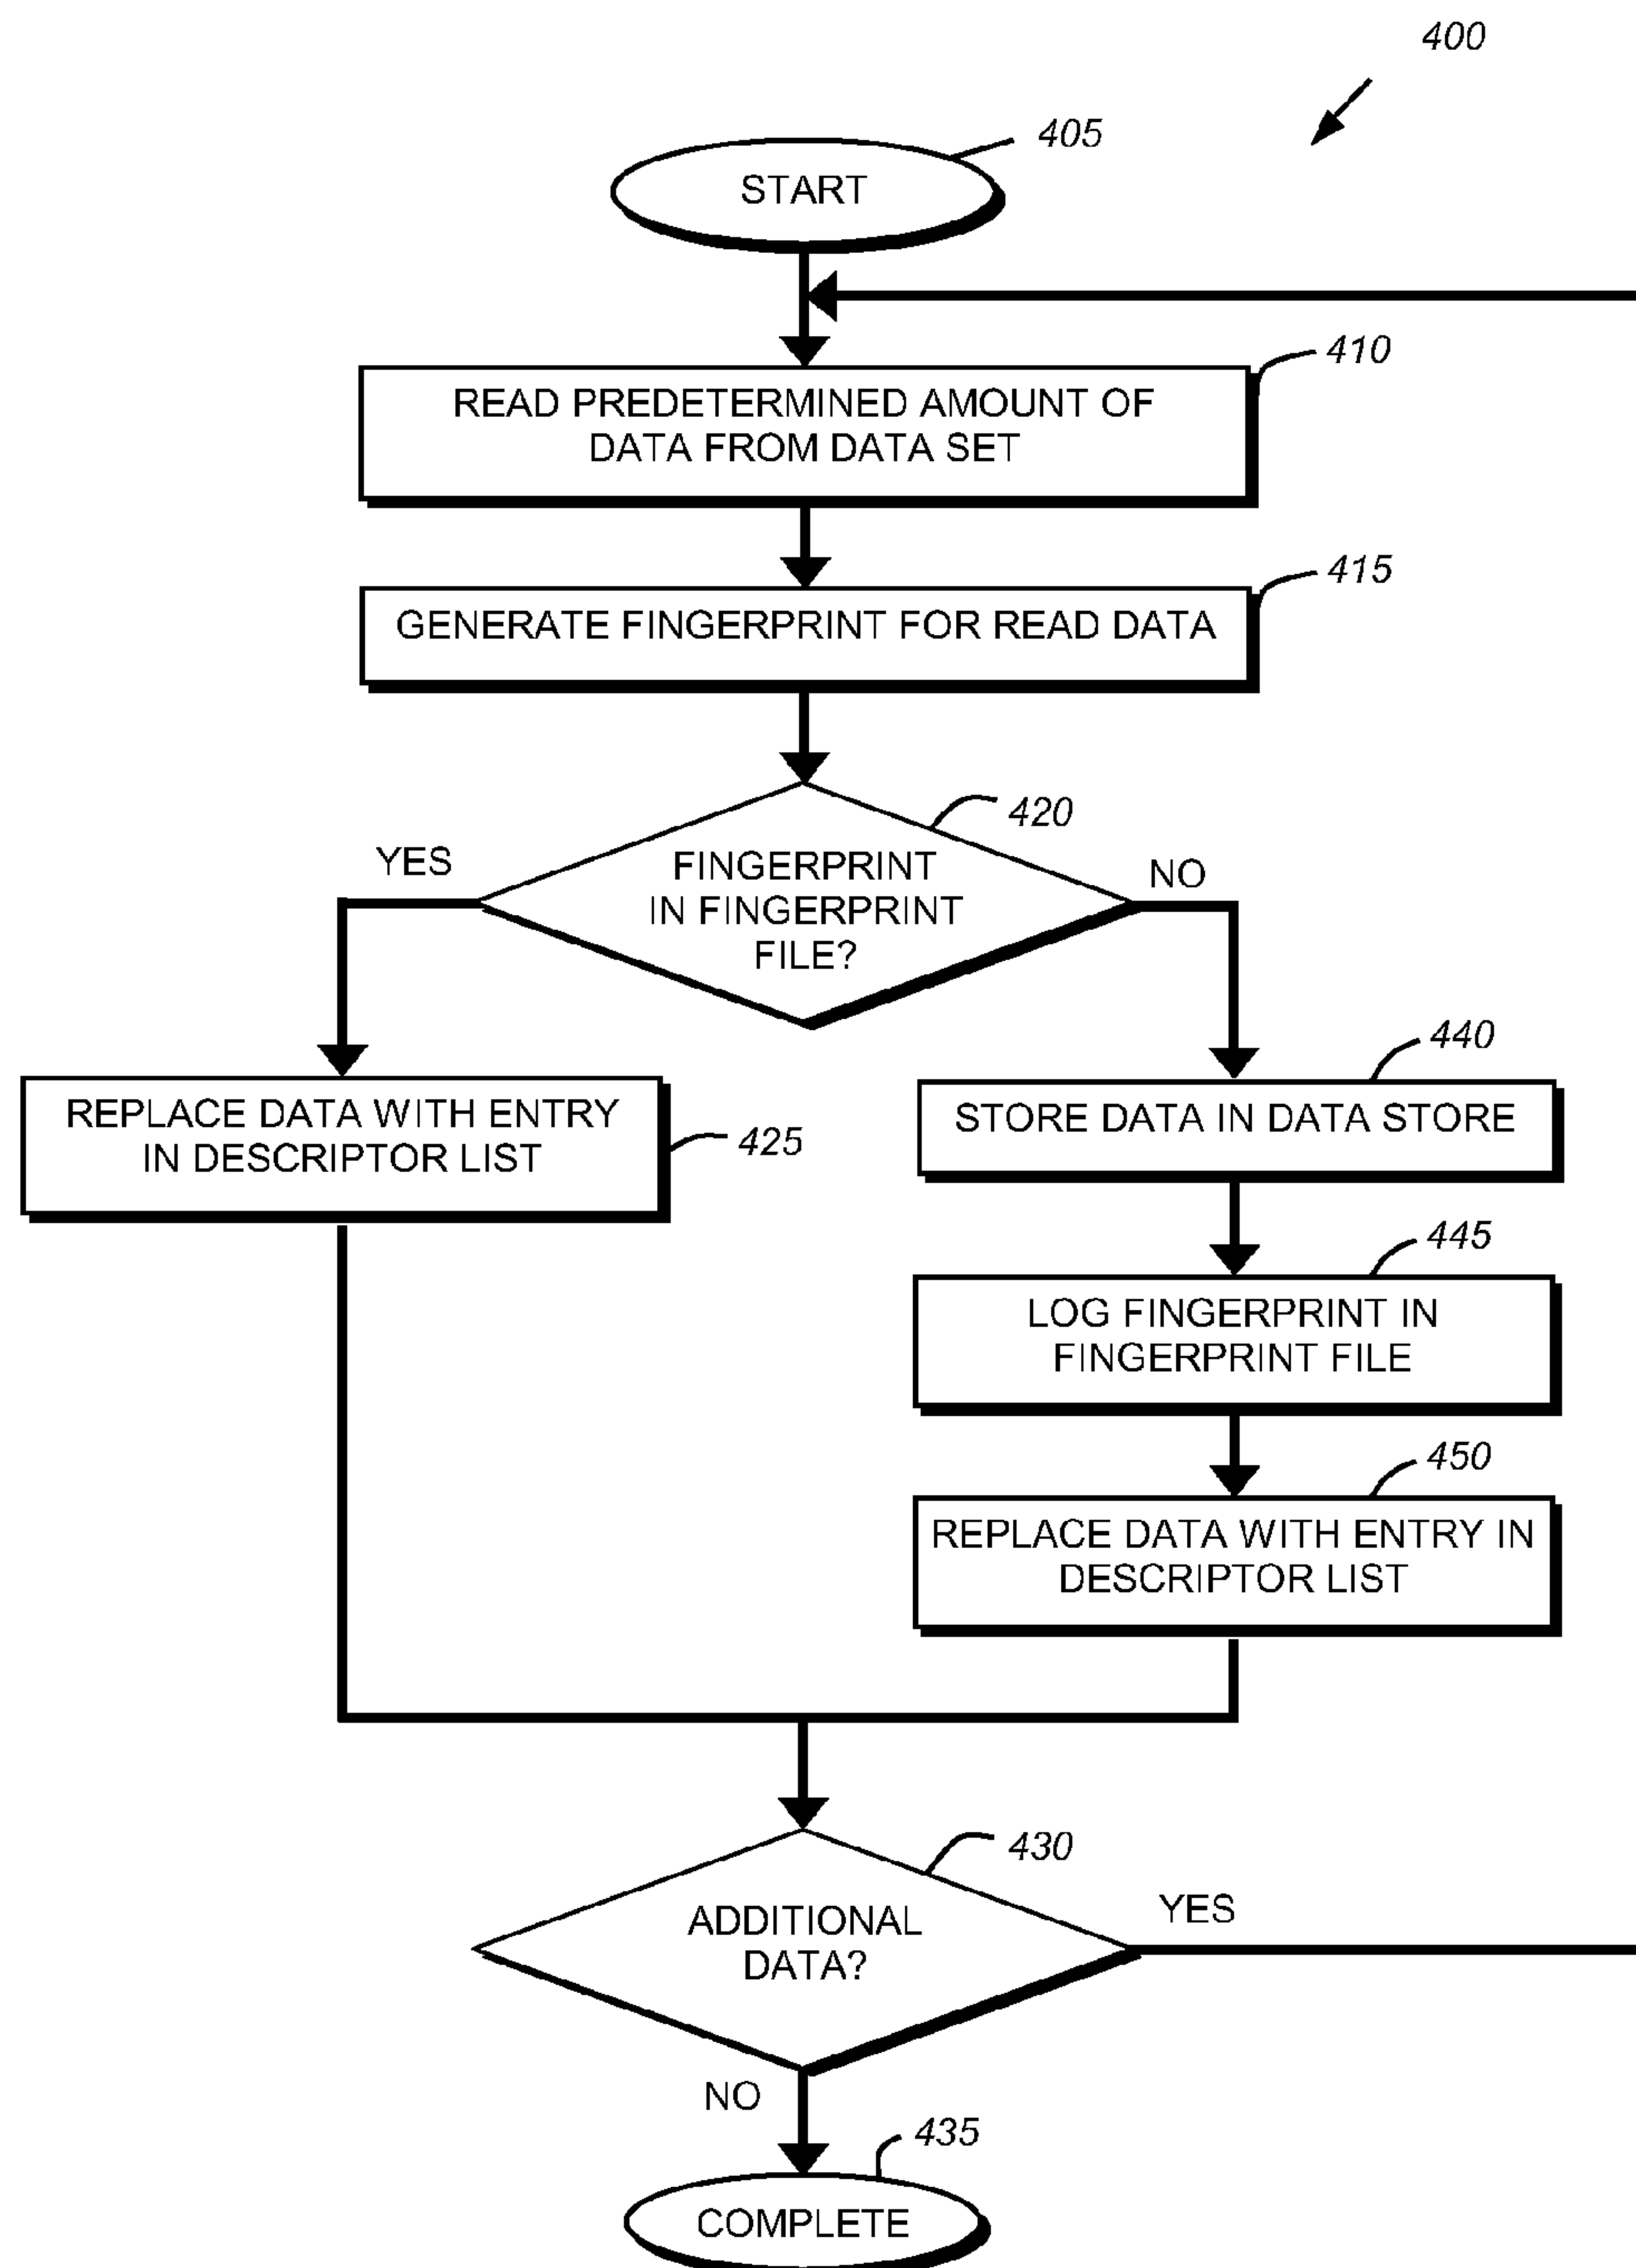 400
405
START
410
READ PREDETERMINED AMOUNT OF
DATA FROM DATA SET
415
GENERATE FINGERPRINT FOR READ DATA
420
YES
NO
FINGERPRINT
IN FINGERPRINT
FILE?
440
REPLACE DATA WITH ENTRY
IN DESCRIPTOR LIST
425
STORE DATA IN DATA STORE
445
LOG FINGERPRINT IN
FINGERPRINT FILE
450
REPLACE DATA WITH ENTRY IN
DESCRIPTOR LIST
430
YES
ADDITIONAL
DATA?
NO
435
COMPLETE